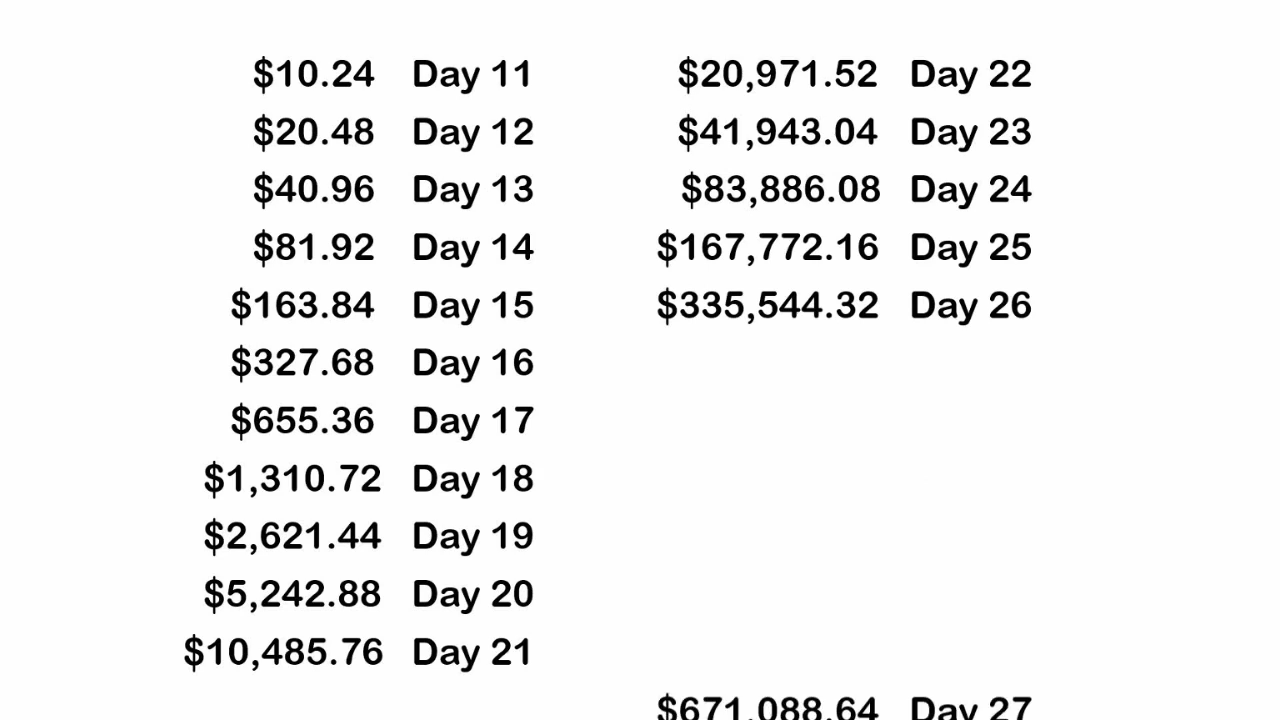 $10.24 Day 11
$20.48 Day 12
$40.96 Day 13
$81.92 Day 14
$163.84 Day 15
$327.68 Day 16
$655.36 Day 17
$1,310.72 Day 18
$2,621.44 Day 19
$5,242.88 Day 20
$10,485.76 Day 21
$20,971.52 Day 22
$41,943.04 Day 23
$83,886.08 Day 24
$167,772.16 Day 25
$335,544.32 Day 26
$671,088.64 Day 27